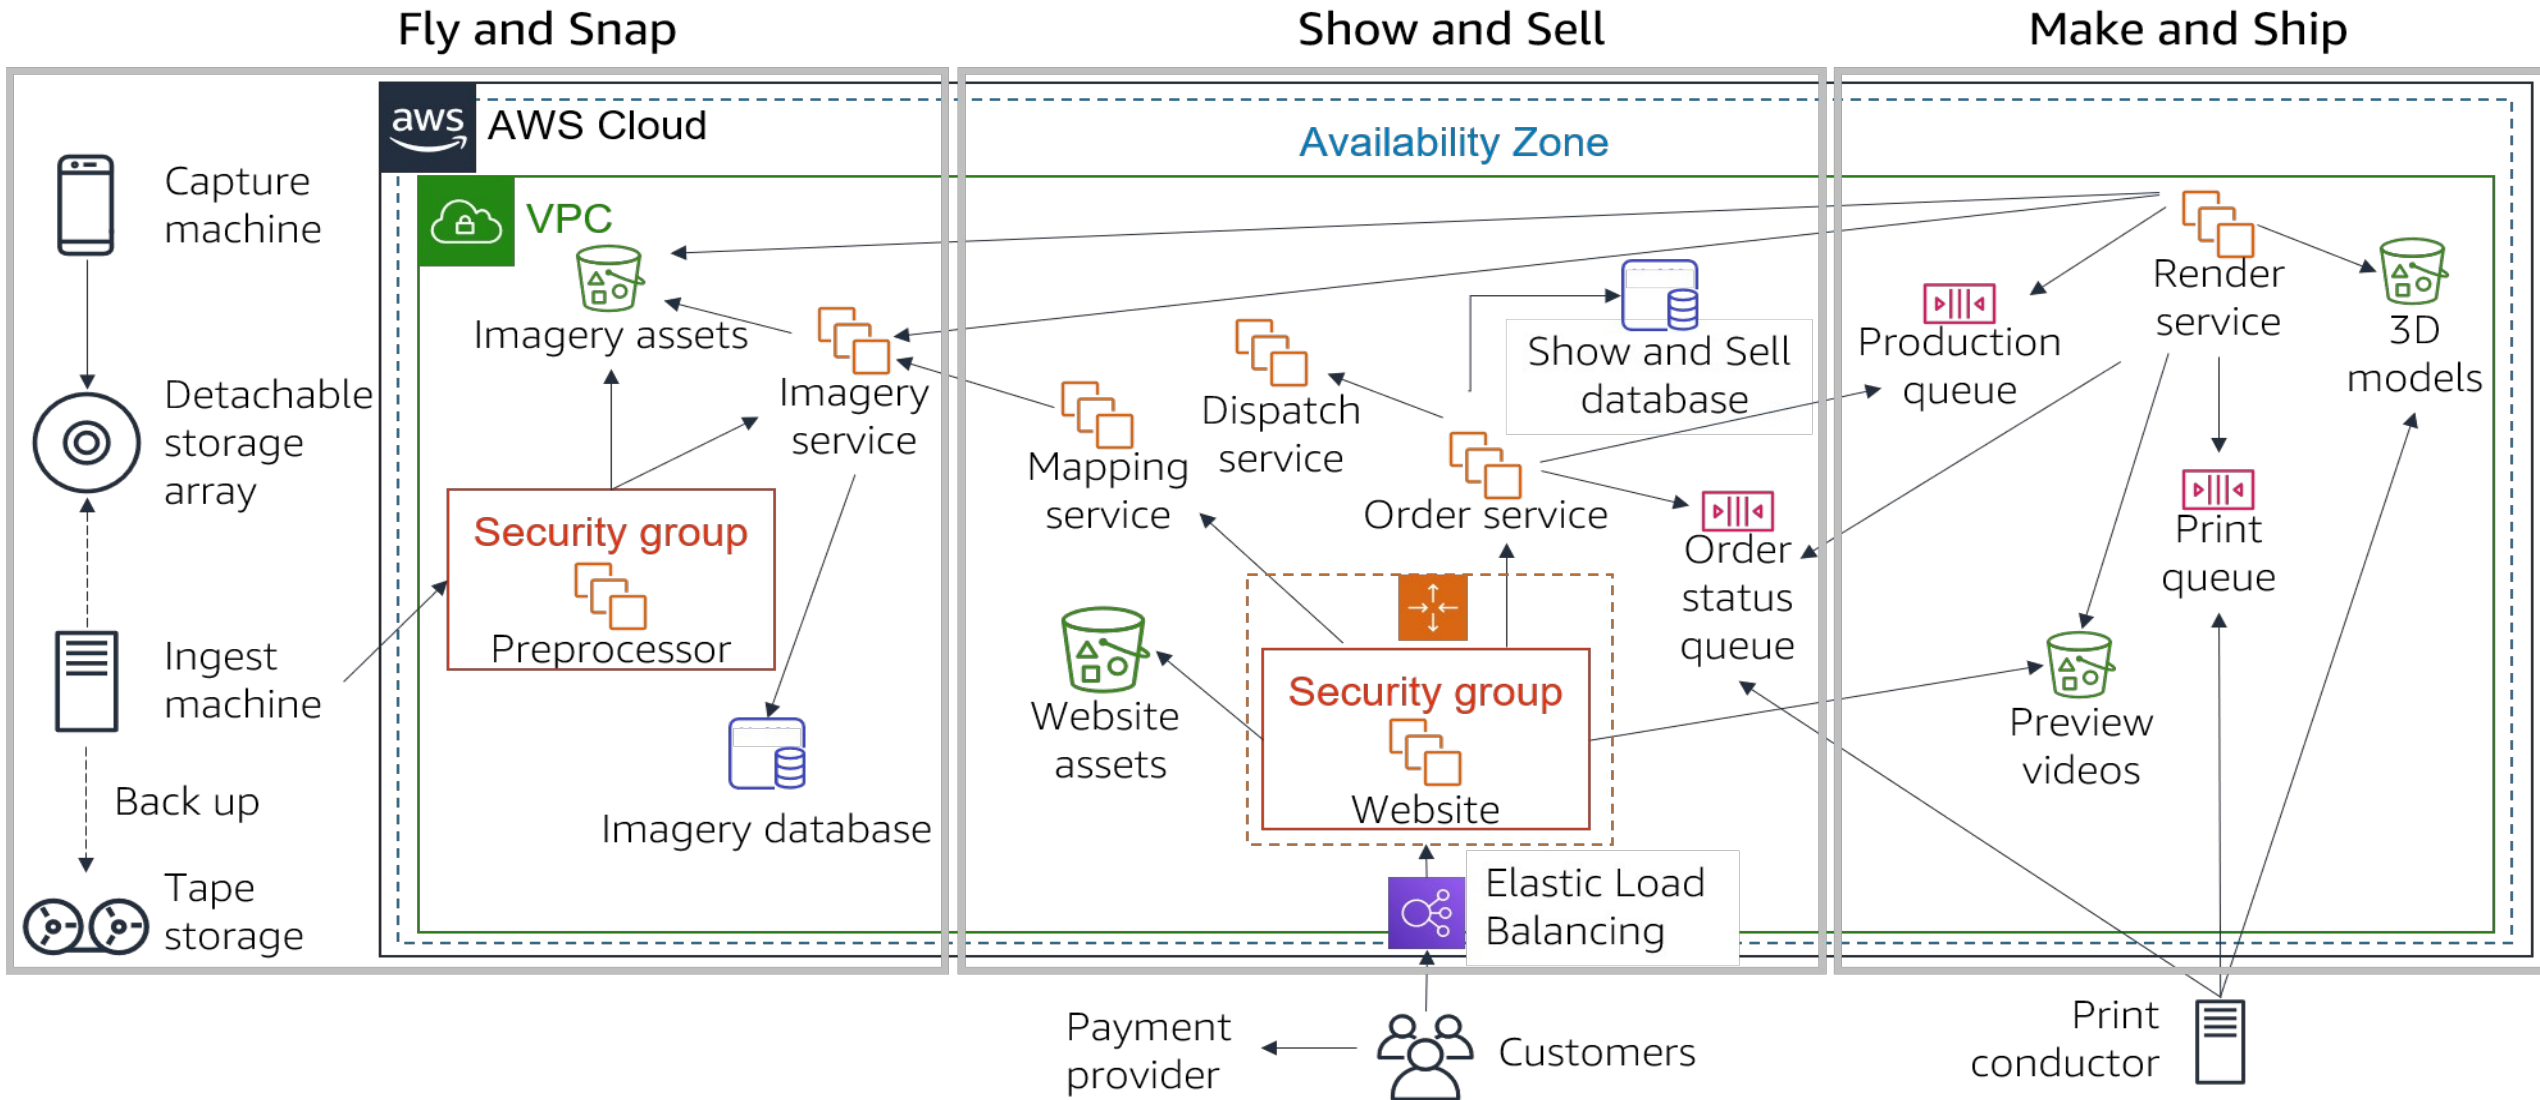 Fly and Snap
Show and Sell
Make and Ship
aws
AWS Cloud
Availability Zone
Capture
machine
VPC
Imagery assets
Detachable
storage
array
Imagery
service
Security group
Preprocessor
Ingest
machine
Back up
Imagery database
Tape
storage
Show and Sell
database
Dispatch
service
Mapping
service
Order service
Order
status
queue
Website
assets
Security group
Website
Elastic Load
Balancing
Payment
provider
Customers
Render
service
3D
models
Production
queue
Print
queue
Preview
videos
Print
conductor